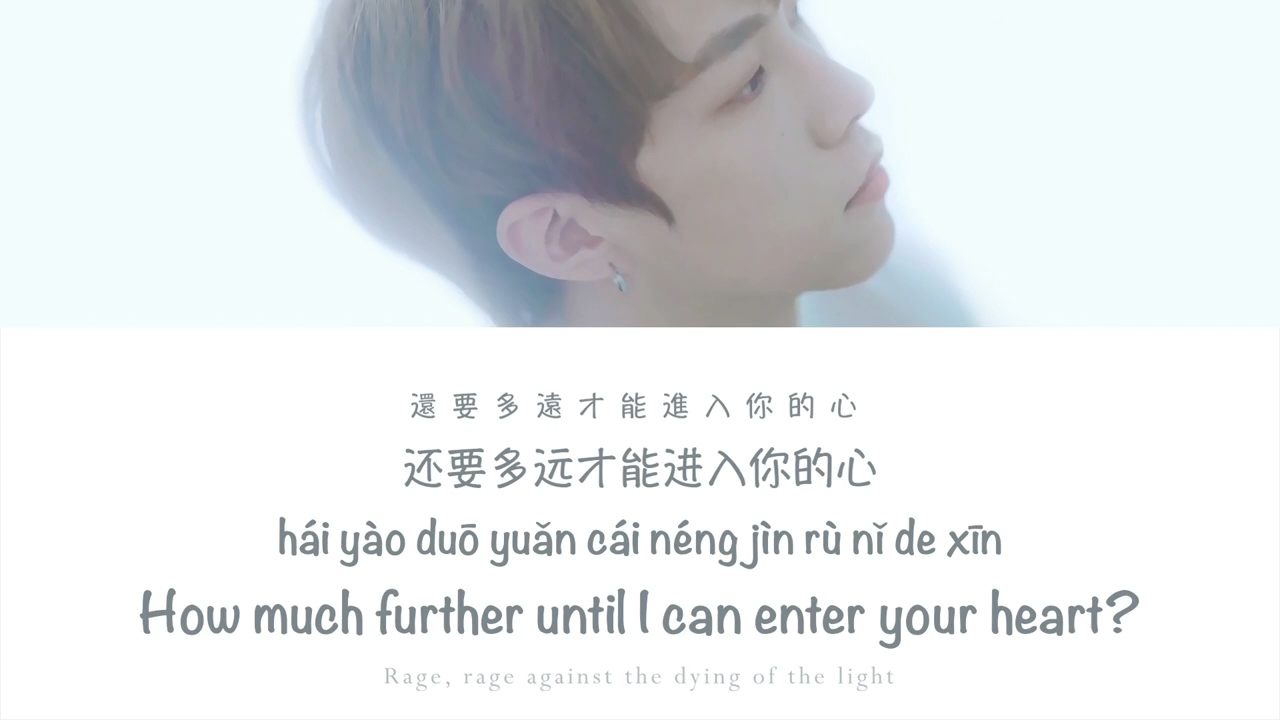 還要多遠才能進入你的心
还要多远才能进入你的心
hái yào duō yuǎn cái néng jìn rù nǐ de xīn
How much further until I can enter your heart?
Rage, rage against the dying of the light